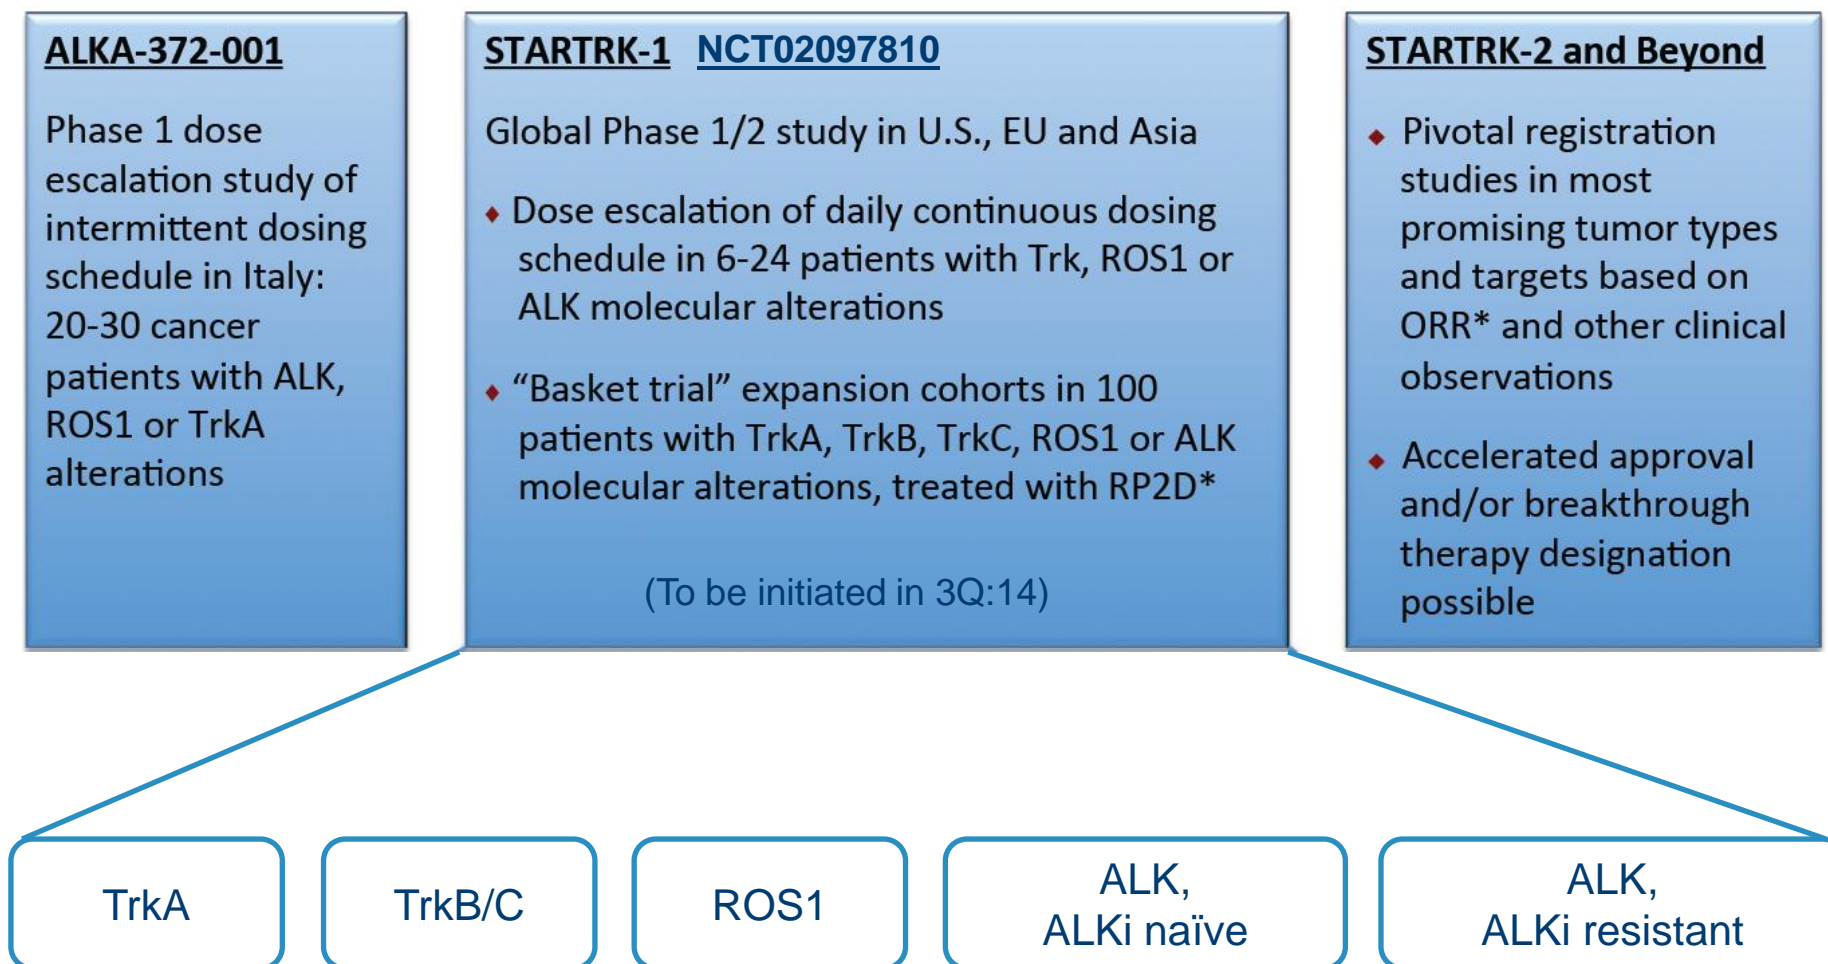 ALKA-372-001
Phase 1 dose
escalation study of
intermittent dosing
schedule in Italy:
20-30 cancer
patients with ALK,
ROS1 or TrkA
alterations
STARTRK-1 NCT02097810
Global Phase 1/2 study in U.S., EU and Asia
♦ Dose escalation of daily continuous dosing
schedule in 6-24 patients with Trk, ROS1 or
ALK molecular alterations
♦ “Basket trial” expansion cohorts in 100
patients with TrkA, TrkB, TrkC, ROS1 or ALK
molecular alterations, treated with RP2D*
(To be initiated in 3Q:14)
STARTRK-2 and Beyond
♦ Pivotal registration
studies in most
promising tumor types
and targets based on
ORR* and other clinical
observations
♦ Accelerated approval
and/or breakthrough
therapy designation
possible
TrkA
TrkB/C
ROS1
ALK,
ALKi naïve
ALK,
ALKi resistant